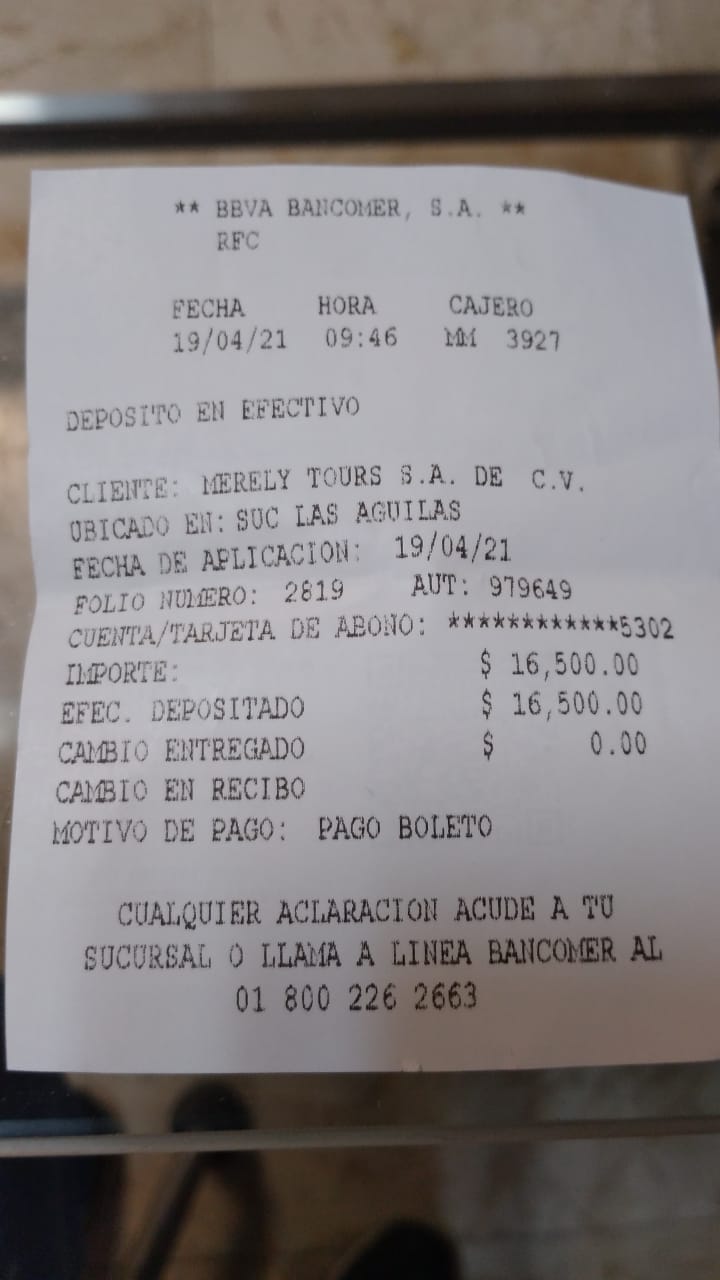 ** BBVA BANCOMER, S.A. **
RFC
FECHA HORA CAJERO
19/04/21 09:46 MM 3927
DEPOSITO EN EFECTIVO
CLIENTE: MERELY TOURS S.A. DE C.V.
UBICADO EN: SUC LAS AGUILAS
FECHA DE APLICACION: 19/04/21
FOLIO NUMERO: 2819 AUT: 979649
CUENTA/TARJETA DE ABONO: ************5302
IMPORTE: $ 16,500.00
EFEC. DEPOSITADO $ 16,500.00
CAMBIO ENTREGADO $ 0.00
CAMBIO EN RECIBO
MOTIVO DE PAGO: PAGO BOLETO
CUALQUIER ACLARACION ACUDE A TU
SUCURSAL O LLAMA A LINEA BANCOMER AL
01 800 226 2663